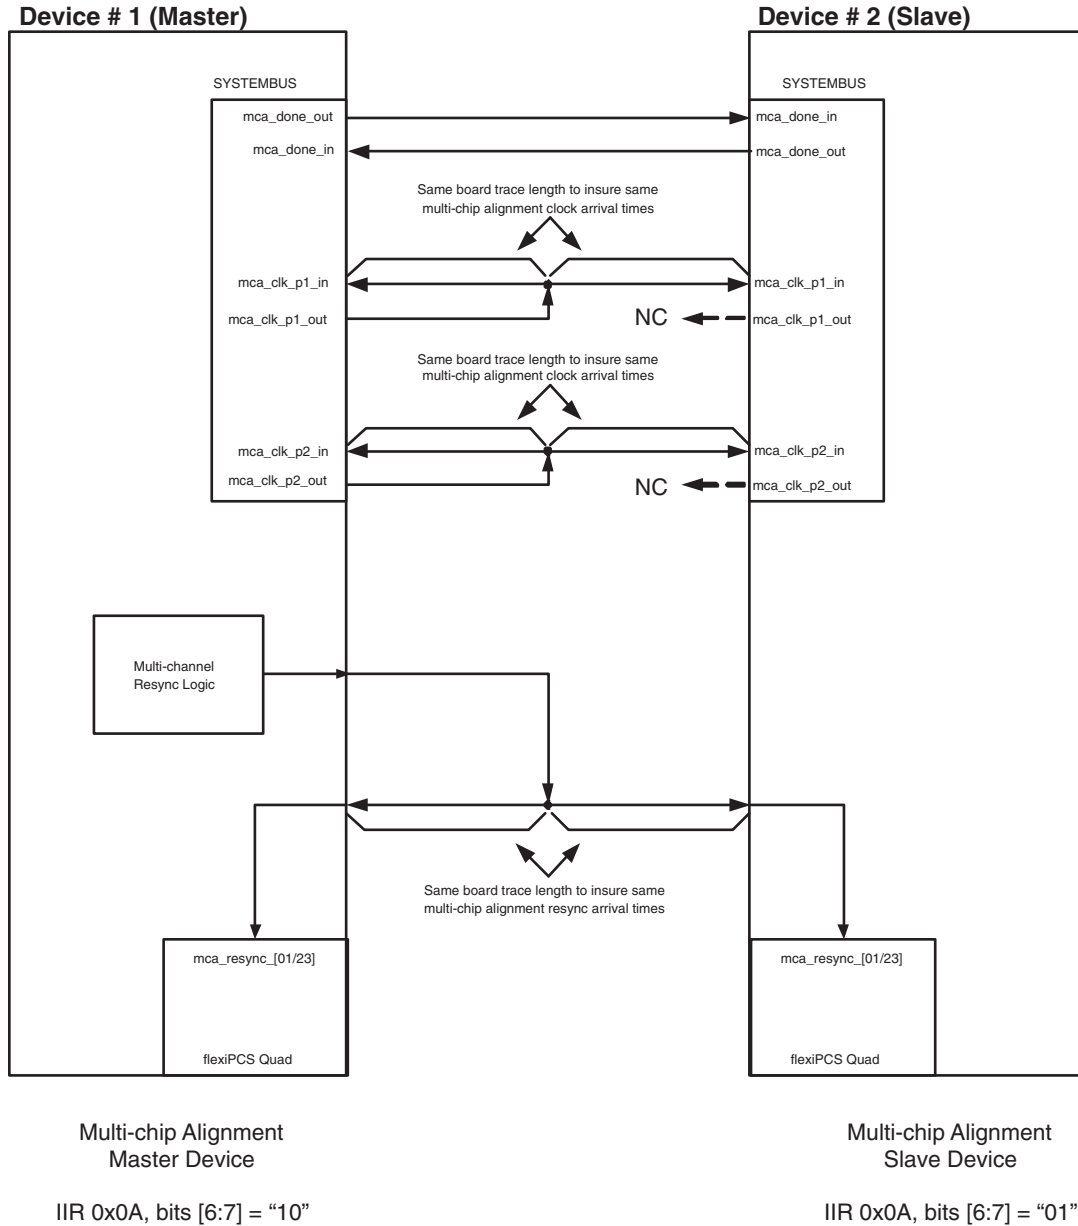 Device # 1 (Master)
Device # 2 (Slave)
SYSTEMBUS
SYSTEMBUS
mca_done_out
mca_done_in
mca_done_in
mca_done_out
Same board trace length to insure same
multi-chip alignment clock arrival times
mca_clk_p1_in
mca_clk_p1_in
mca_clk_p1_out
NC
mca_clk_p1_out
Same board trace length to insure same
multi-chip alignment clock arrival times
mca_clk_p2_in
mca_clk_p2_in
mca_clk_p2_out
NC
mca_clk_p2_out
Multi-channel
Resync Logic
Same board trace length to insure same
multi-chip alignment resync arrival times
mca_resync_[01/23]
mca_resync_[01/23]
flexiPCS Quad
flexiPCS Quad
Multi-chip Alignment
Master Device
Multi-chip Alignment
Slave Device
IIR 0x0A, bits [6:7] = “10”
IIR 0x0A, bits [6:7] = “01”